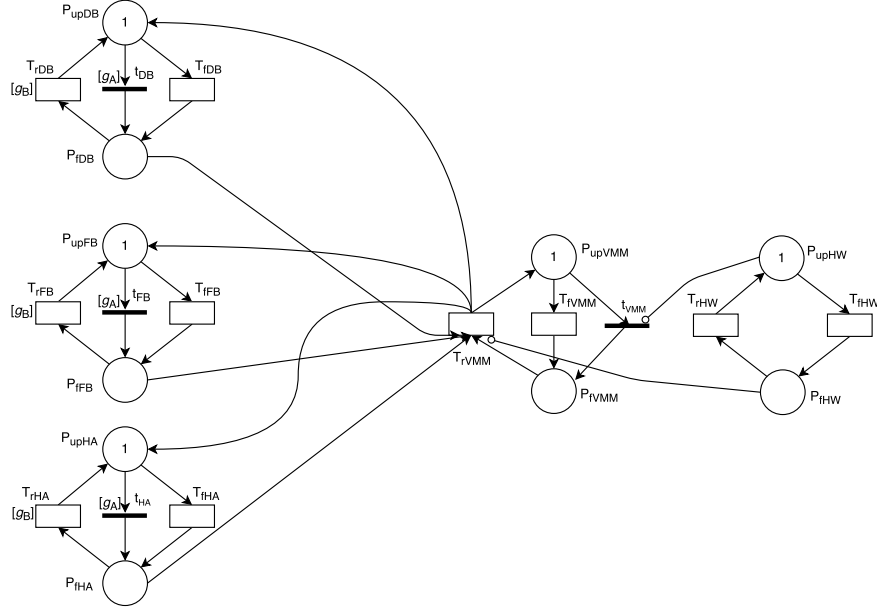 PupDB
1
TrDB
[gB]
[gA]
tDB
TfDB
PfDB
PupFB
1
TrFB
[gB]
[gA]
tFB
TfFB
PfFB
PupHA
1
TrHA
[gB]
[gA]
tHA
TfHA
PfHA
TrVMM
1
PupVMM
TfVMM
tVMM
PfVMM
1
PupHW
TrHW
TfHW
PfHW